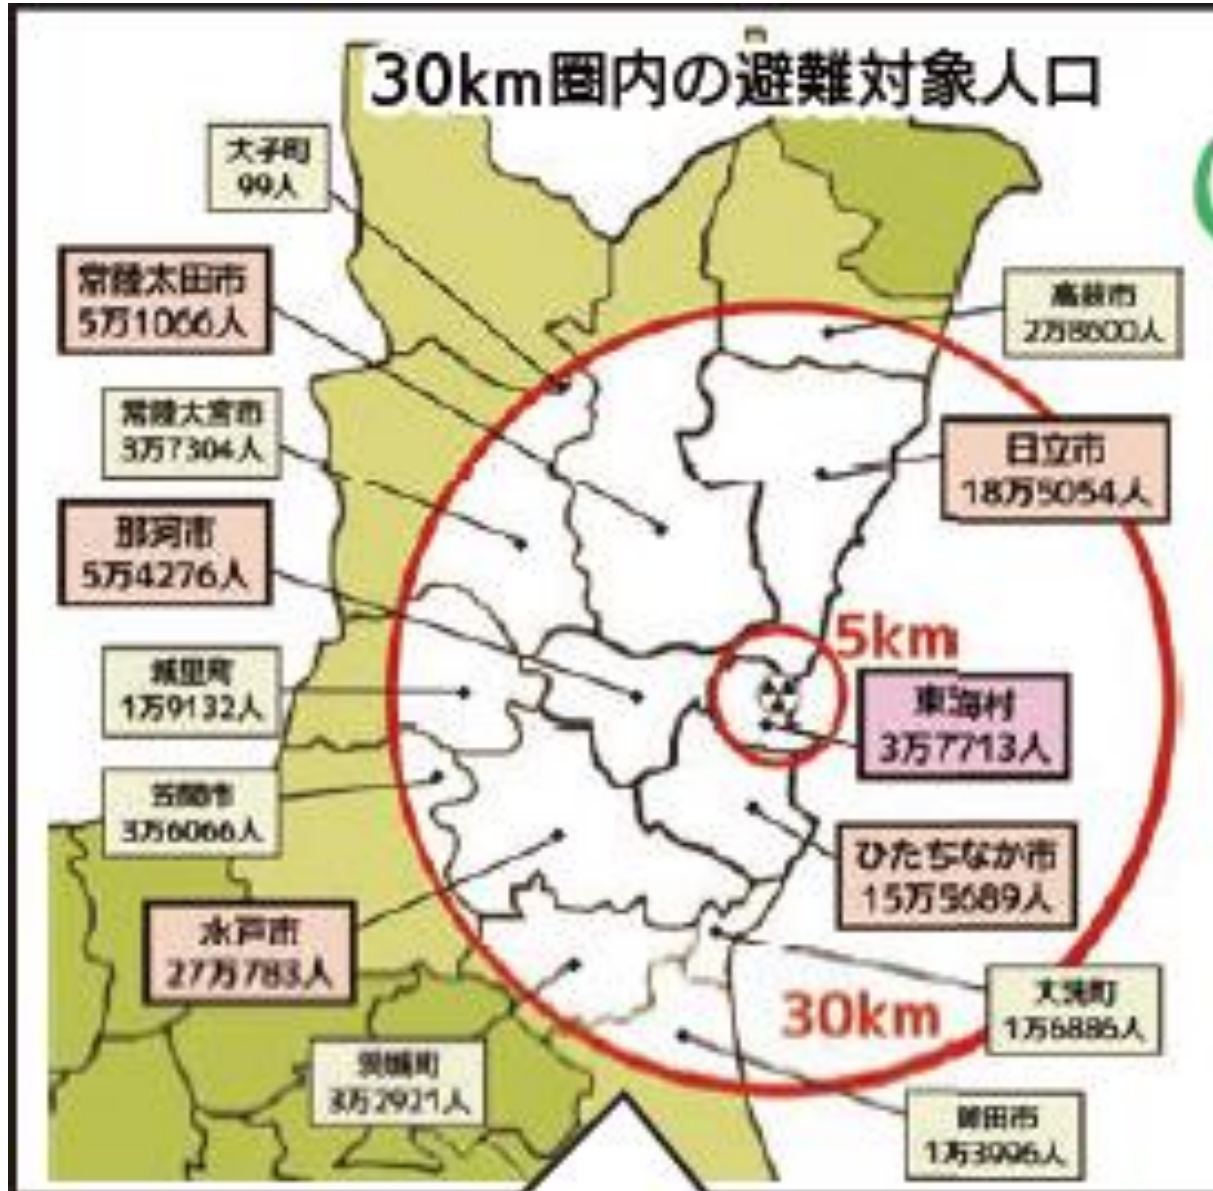 30km圏内の避難対象人口
大子町
99人
常陸太田市
5万1066人
常陸大宮市
3万7304人
那珂市
5万4276人
城里町
1万9132人
笠間市
3万6066人
水戸市
27万783人
茨城町
3万2921人
高萩市
2万8600人
日立市
18万5054人
5km
東海村
3万7713人
ひたちなか市
15万5689人
30km
大洗町
1万6886人
鉾田市
1万3996人